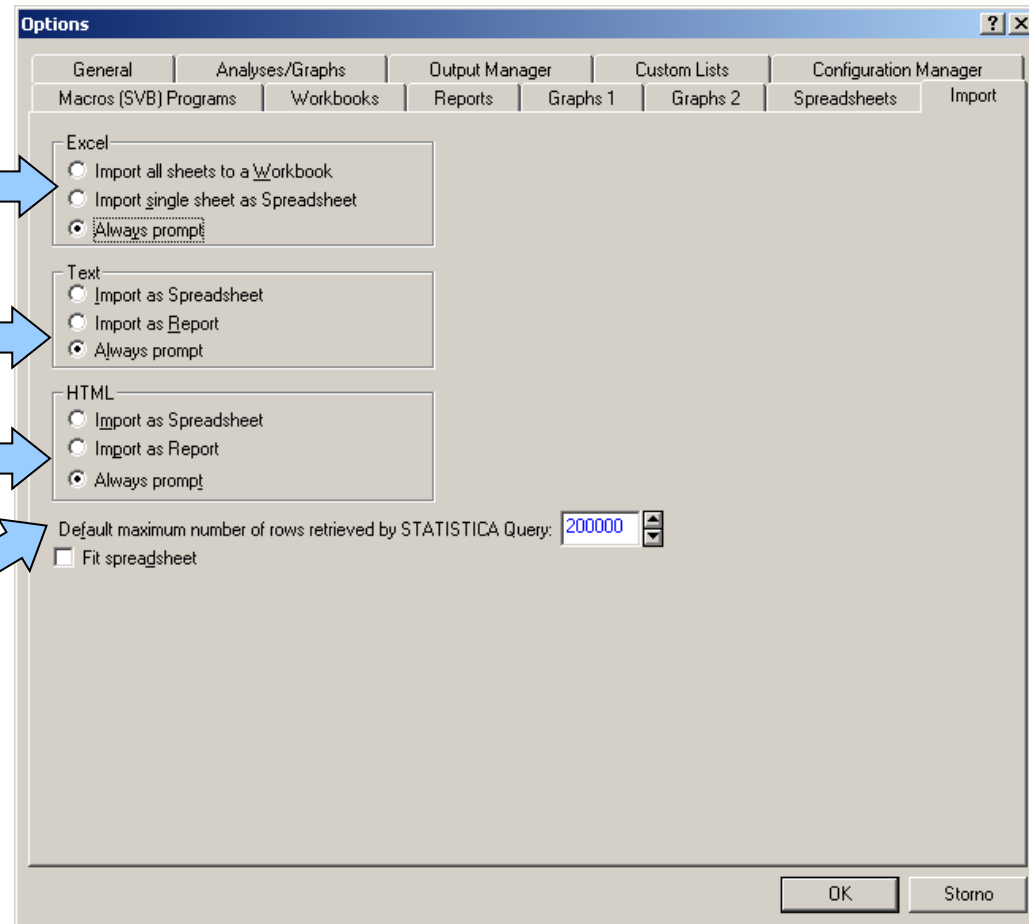 Options
General Analyses/Graphs Output Manager Custom Lists Configuration Manager
Macros (SVB) Programs Workbooks Reports Graphs 1 Graphs 2 Spreadsheets Import
Excel
Import all sheets to a Workbook
Import single sheet as Spreadsheet
Always prompt
Text
Import as Spreadsheet
Import as Report
Always prompt
HTML
Import as Spreadsheet
Import as Report
Always prompt
Default maximum number of rows retrieved by STATISTICA Query: 200000
Fit spreadsheet
OK Storno